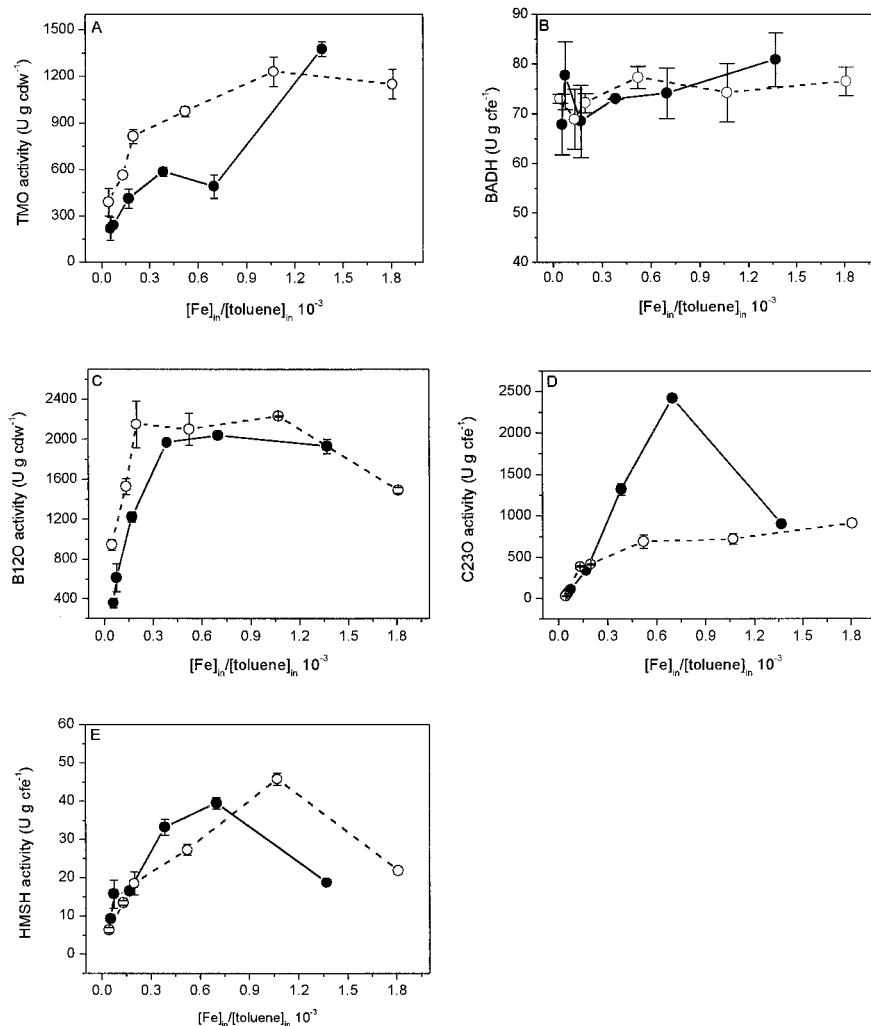 A
TMO activity (U g cdw⁻¹)
1500
1200
900
600
300
0
0.0 0.3 0.6 0.9 1.2 1.5 1.8
[Fe]in/[toluene]in 10⁻³
B
BADH (U g cfe⁻¹)
90
80
70
60
50
40
0.0 0.3 0.6 0.9 1.2 1.5 1.8
[Fe]in/[toluene]in 10⁻³
C
B12O activity (U g cdw⁻¹)
2400
2000
1600
1200
800
400
0.0 0.3 0.6 0.9 1.2 1.5 1.8
[Fe]in/[toluene]in 10⁻³
D
C23O activity (U g cfe⁻¹)
2500
2000
1500
1000
500
0
0.0 0.3 0.6 0.9 1.2 1.5 1.8
[Fe]in/[toluene]in 10⁻³
E
HMSH activity (U g cfe⁻¹)
60
50
40
30
20
10
0
0.0 0.3 0.6 0.9 1.2 1.5 1.8
[Fe]in/[toluene]in 10⁻³